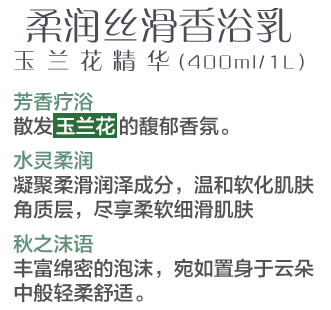 柔润丝滑香浴乳
玉兰花精华(400ml/1L)
芳香疗浴
散发玉兰花的馥郁香氛。
水灵柔润
凝聚柔滑润泽成分，温和软化肌肤
角质层，尽享柔软细滑肌肤
秋之沫语
丰富绵密的泡沫，宛如置身于云朵
中般轻柔舒适。